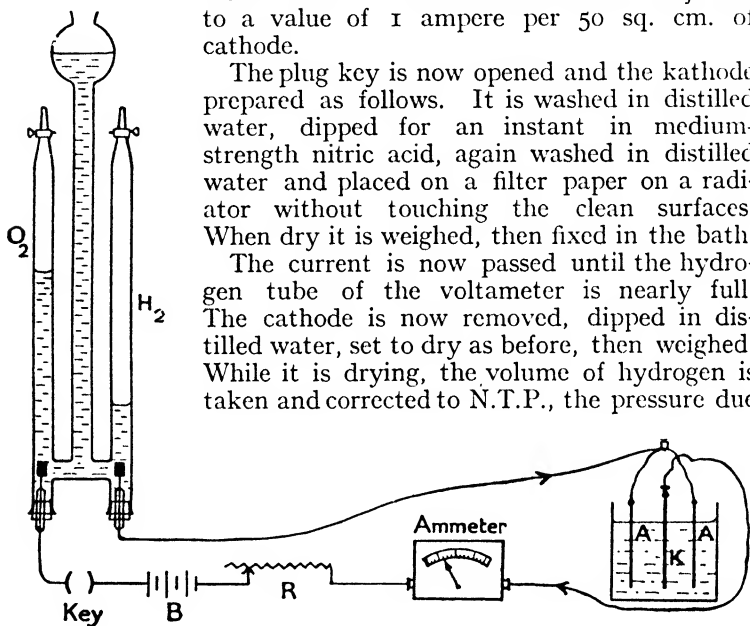 to a value of 1 ampere per 50 sq. cm. of
cathode.
The plug key is now opened and the kathode
prepared as follows. It is washed in distilled
water, dipped for an instant in medium-
strength nitric acid, again washed in distilled
water and placed on a filter paper on a radi-
ator without touching the clean surfaces
When dry it is weighed, then fixed in the bath
The current is now passed until the hydro-
gen tube of the voltameter is nearly full
The cathode is now removed, dipped in dis-
tilled water, set to dry as before, then weighed
While it is drying, the volume of hydrogen is
taken and corrected to N.T.P., the pressure due
O2
H2
Ammeter
A K A
Key B R